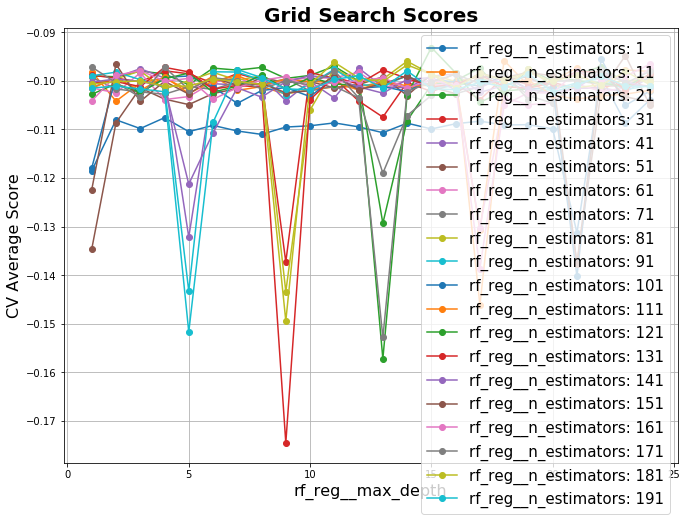 Grid Search Scores
−0.09
−0.10
−0.11
−0.12
−0.13
−0.14
−0.15
−0.16
−0.17
CV Average Score
0
5
10
15
25
rf_reg__max_depth
rf_reg__n_estimators: 1
rf_reg__n_estimators: 11
rf_reg__n_estimators: 21
rf_reg__n_estimators: 31
rf_reg__n_estimators: 41
rf_reg__n_estimators: 51
rf_reg__n_estimators: 61
rf_reg__n_estimators: 71
rf_reg__n_estimators: 81
rf_reg__n_estimators: 91
rf_reg__n_estimators: 101
rf_reg__n_estimators: 111
rf_reg__n_estimators: 121
rf_reg__n_estimators: 131
rf_reg__n_estimators: 141
rf_reg__n_estimators: 151
rf_reg__n_estimators: 161
rf_reg__n_estimators: 171
rf_reg__n_estimators: 181
rf_reg__n_estimators: 191